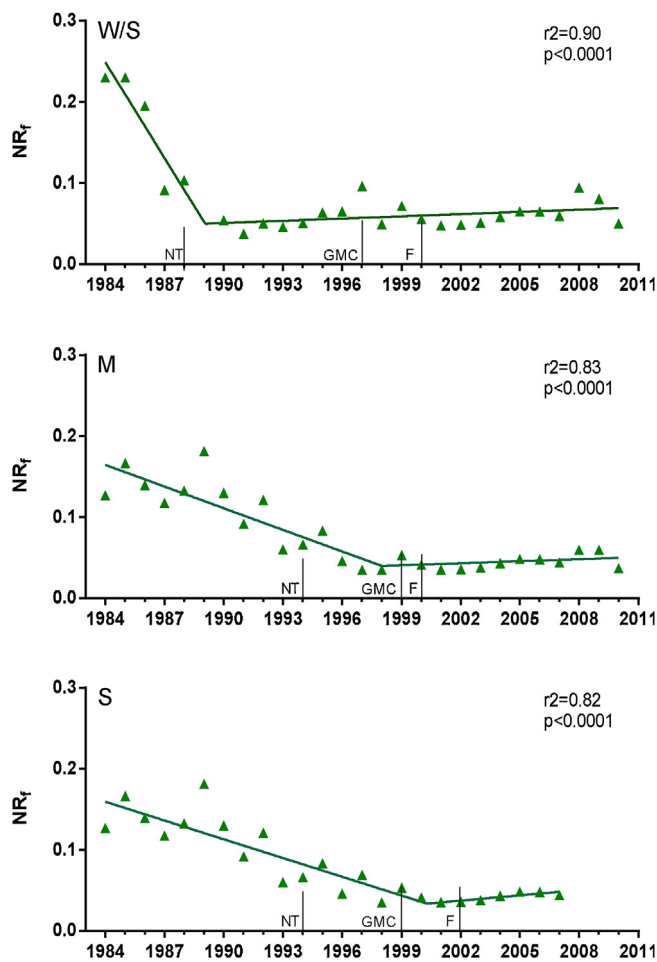 W/S
r2=0.90
p<0.0001
0.3
0.2
0.1
0.0
NRf
NT
GMC
F
1984 1987 1990 1993 1996 1999 2002 2005 2008 2011
M
r2=0.83
p<0.0001
0.3
0.2
0.1
0.0
NRf
NT
GMC
F
1984 1987 1990 1993 1996 1999 2002 2005 2008 2011
S
r2=0.82
p<0.0001
0.3
0.2
0.1
0.0
NRf
NT
GMC
F
1984 1987 1990 1993 1996 1999 2002 2005 2008 2011